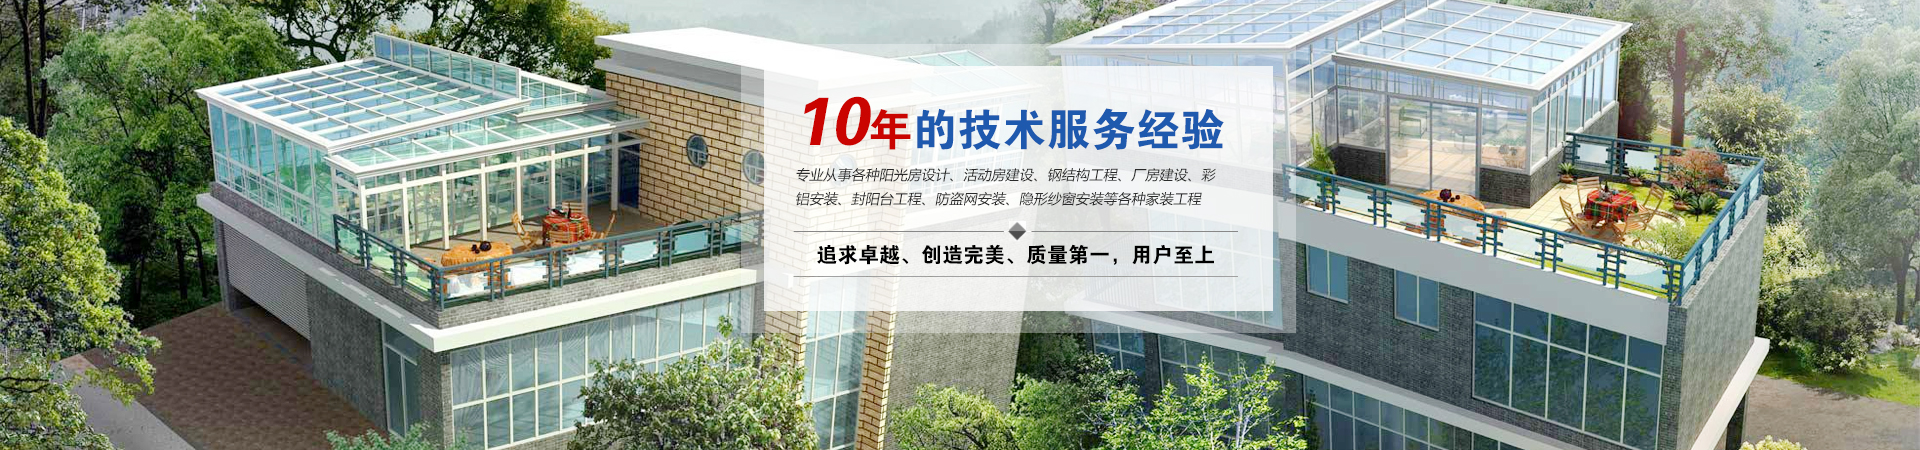 10年的技术服务经验
专业从事各种阳光房设计、活动房建设、钢结构工程、厂房建设、彩
铝安装、封阳台工程、防盗网安装、隐形纱窗安装等各种家装工程
追求卓越、创造完美、质量第一，用户至上